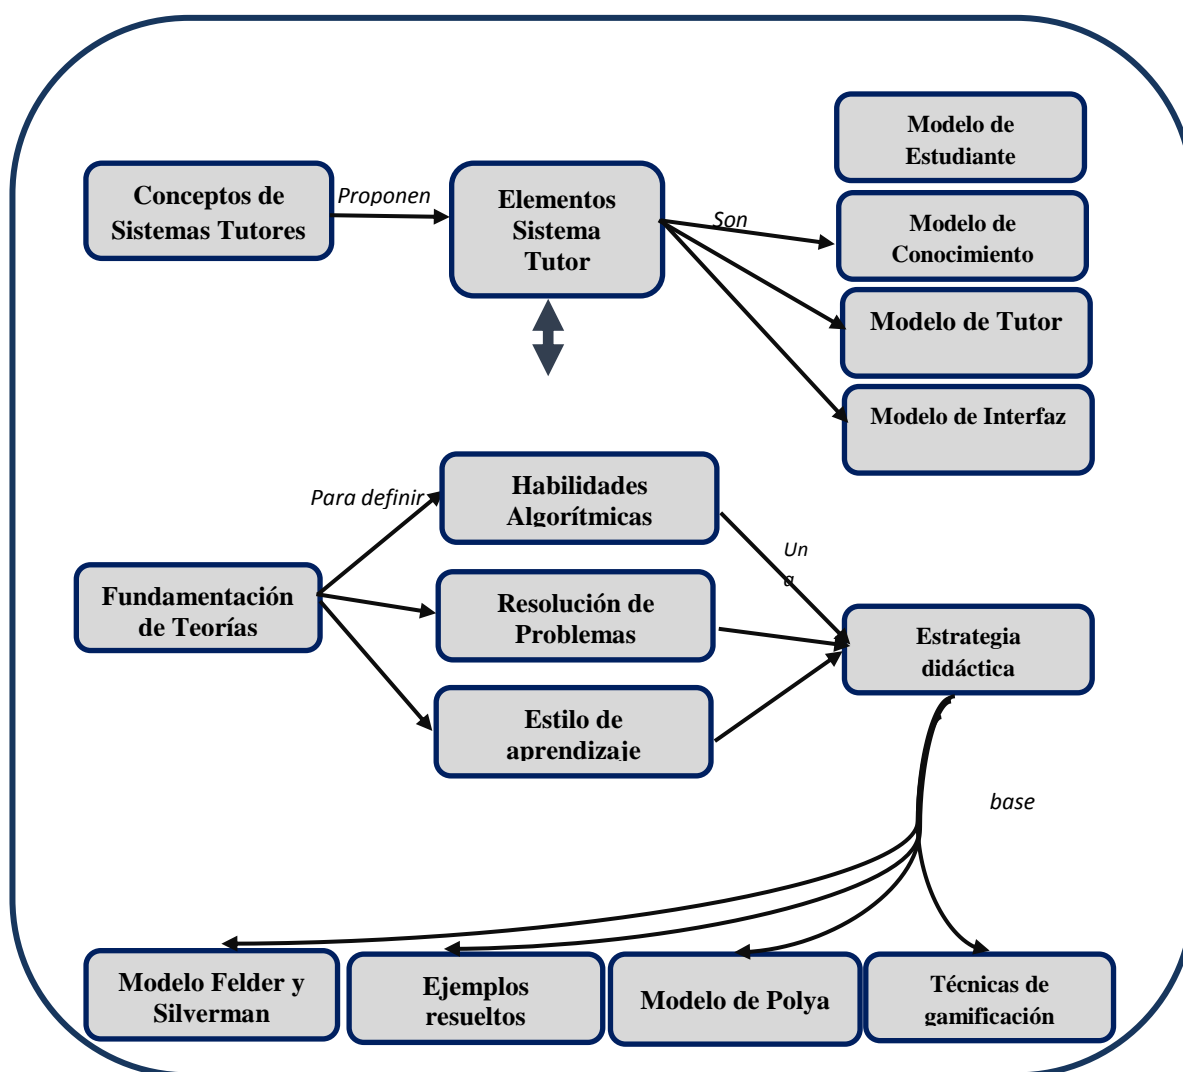 Modelo de
Estudiante
Conceptos de
Sistemas Tutores
Proponen
Elementos
Sistema
Tutor
Son
Modelo de
Conocimiento
Modelo de Tutor
Modelo de Interfaz
Para definir
Habilidades
Algorítmicas
Un
a
Fundamentación
de Teorías
Resolución de
Problemas
Estrategia
didáctica
Estilo de
aprendizaje
base
Modelo Felder y
Silverman
Ejemplos
resueltos
Modelo de Polya
Técnicas de
gamificación